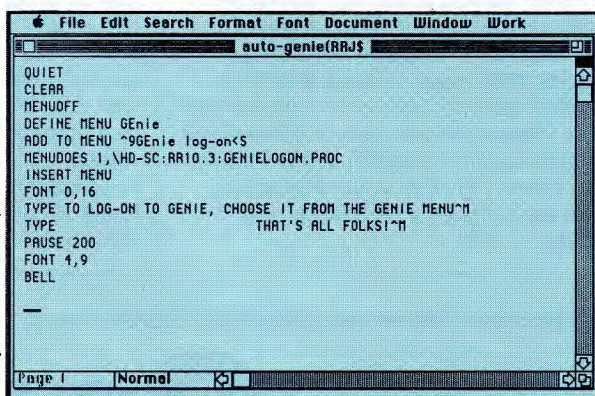 File Edit Search Format Font Document Window Work
auto-genie(RRJ$
QUIET
CLEAR
MENUOFF
DEFINE MENU GEnie
ADD TO MENU ^9GEnie log-on<S
MENUDOES 1,\HD-SC:RR10.3:GENIELOGON.PROC
INSERT MENU
FONT 0,16
TYPE TO LOG-ON TO GENIE, CHOOSE IT FROM THE GENIE MENU^M
TYPE THAT'S ALL FOLKS!^M
PAUSE 200
FONT 4,9
BELL
Page 1 Normal